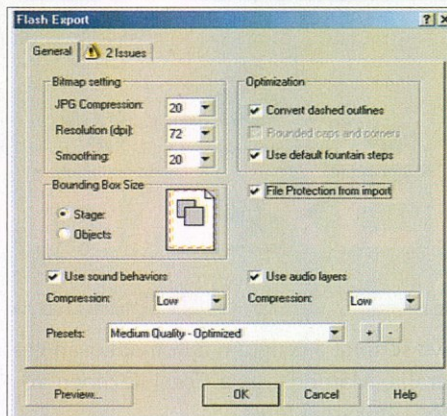 Flash Export
General
2 Issues
Bitmap setting
JPG Compression: 20
Resolution (dpi): 72
Smoothing: 20
Optimization
Convert dashed outlines
Rounded caps and corners
Use default fountain steps
Bounding Box Size
Stage:
Objects
File Protection from import
Use sound behaviors
Compression: Low
Use audio layers
Compression: Low
Presets: Medium Quality - Optimized + -
Preview... OK Cancel Help